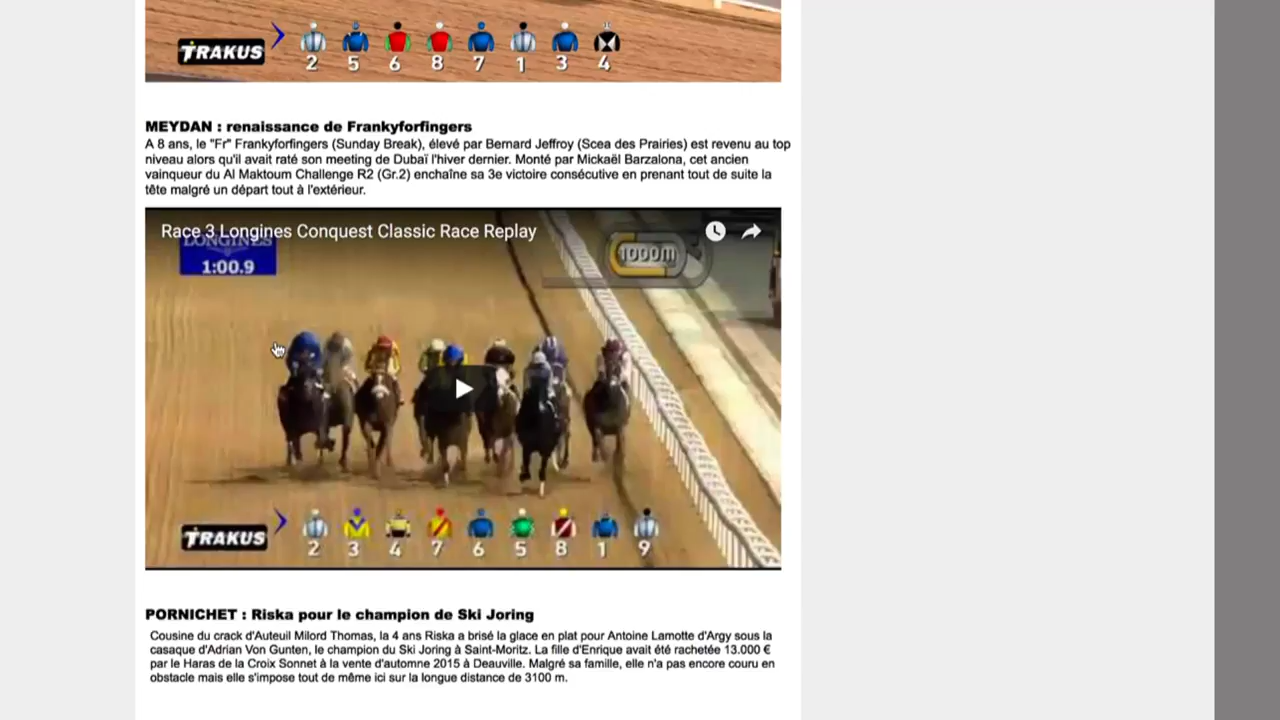 TRAKUS
2 5 6 8 7 1 3 4
MEYDAN : renaissance de Frankyforfingers
A 8 ans, le "Fr" Frankyforfingers (Sunday Break), élevé par Bernard Jeffroy (Scea des Prairies) est revenu au top
niveau alors qu'il avait raté son meeting de Dubaï l'hiver dernier. Monté par Mickaël Barzalona, cet ancien
vainqueur du Al Maktoum Challenge R2 (Gr.2) enchaîne sa 3e victoire consécutive en prenant tout de suite la
tête malgré un départ tout à l'extérieur.
Race 3 Longines Conquest Classic Race Replay
LONGINES
1:00.9
1000m
TRAKUS
2 3 4 7 6 5 8 1 9
PORNICHET : Riska pour le champion de Ski Joring
Cousine du crack d'Auteuil Milord Thomas, la 4 ans Riska a brisé la glace en plat pour Antoine Lamotte d'Argy sous la
casaque d'Adrian Von Gunten, le champion du Ski Joring à Saint-Moritz. La fille d'Enrique avait été rachetée 13.000 €
par le Haras de la Croix Sonnet à la vente d'automne 2015 à Deauville. Malgré sa famille, elle n'a pas encore couru en
obstacle mais elle s'impose tout de même ici sur la longue distance de 3100 m.